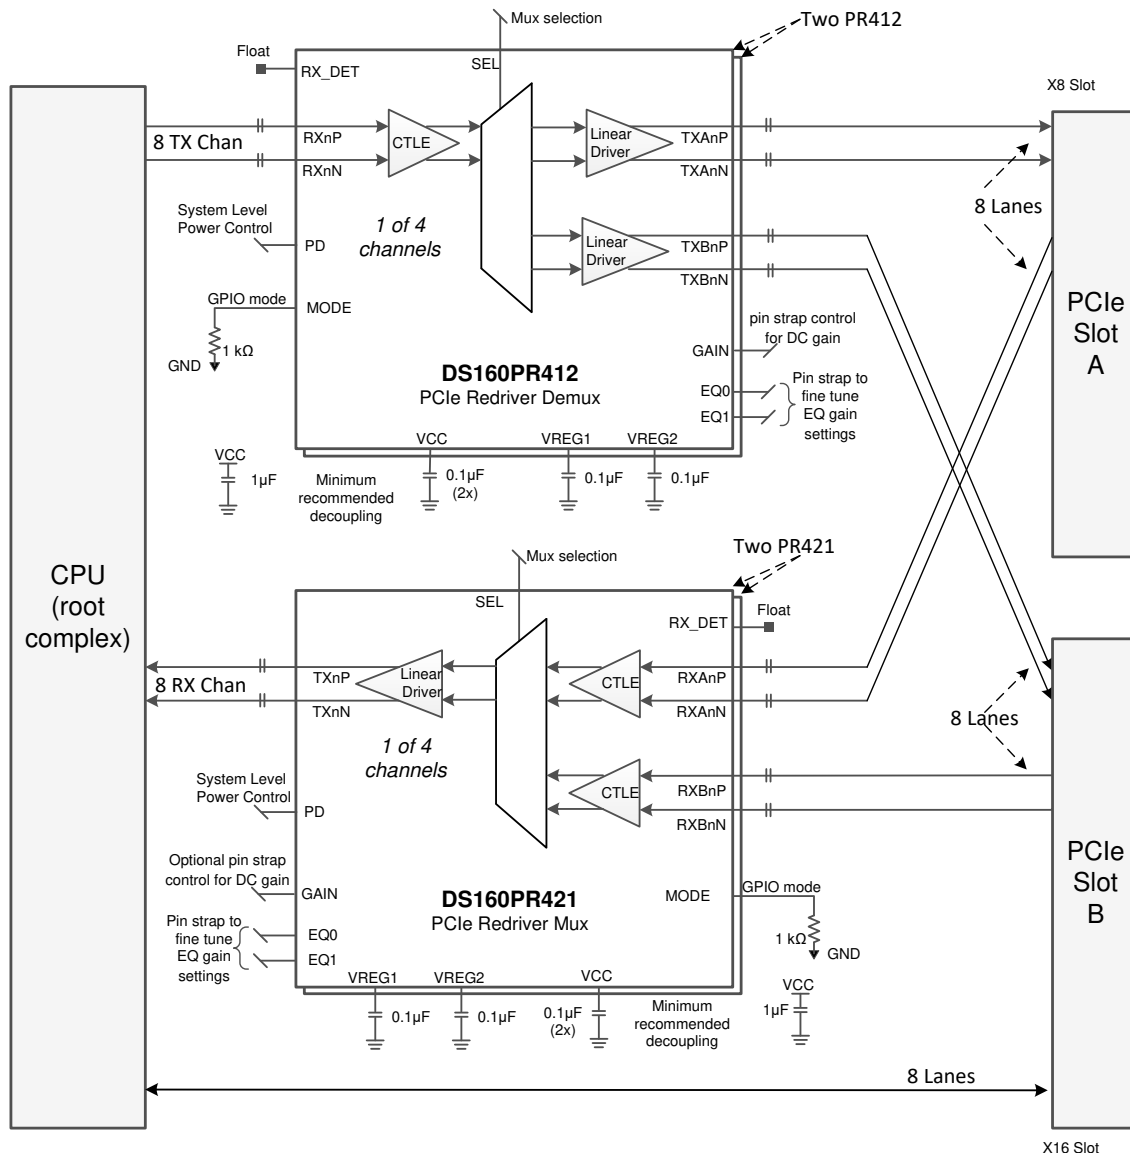 Mux selection
Two PR412
Float
RX_DET
SEL
X8 Slot
8 TX Chan
RXnP
RXnN
CTLE
Linear
Driver
TXAnP
TXAnN
8 Lanes
System Level
Power Control
PD
1 of 4
channels
Linear
Driver
TXBnP
TXBnN
GPIO mode
MODE
1 kΩ
GND
pin strap control
for DC gain
GAIN
PCIe
Slot
A
DS160PR412
PCIe Redriver Demux
EQ0
EQ1
Pin strap to
fine tune
EQ gain
settings
VCC
VREG1
VREG2
VCC
1µF
Minimum
recommended
decoupling
0.1µF
(2x)
0.1µF
0.1µF
CPU
(root
complex)
Mux selection
Two PR421
SEL
RX_DET
Float
8 RX Chan
TXnP
TXnN
Linear
Driver
CTLE
RXAnP
RXAnN
8 Lanes
1 of 4
channels
System Level
Power Control
PD
CTLE
RXBnP
RXBnN
Optional pin strap
control for DC gain
GAIN
DS160PR421
PCIe Redriver Mux
MODE
GPIO mode
1 kΩ
GND
PCIe
Slot
B
Pin strap to
fine tune
EQ gain
settings
EQ0
EQ1
VREG1
VREG2
VCC
0.1µF
0.1µF
0.1µF
(2x)
Minimum
recommended
decoupling
VCC
1µF
8 Lanes
X16 Slot